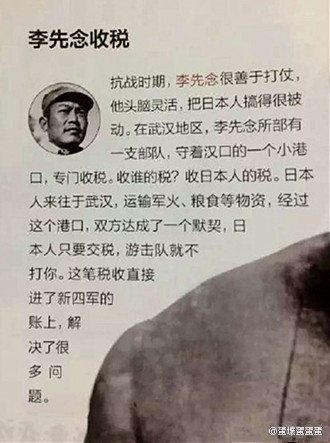 李先念收税
抗战时期，李先念很善于打仗，
他头脑灵活，把日本人搞得很被
动。在武汉地区，李先念所部有
一支部队，守着汉口的一个小港
口，专门收税。收谁的税？收日本人的税。日本
人来往于武汉，运输军火、粮食等物资，经过
这个港口，双方达成了一个默契，日
本人只要交税，游击队就不
打你。这笔税收直接
进了新四军的
账上，解
决了很
多问
题。